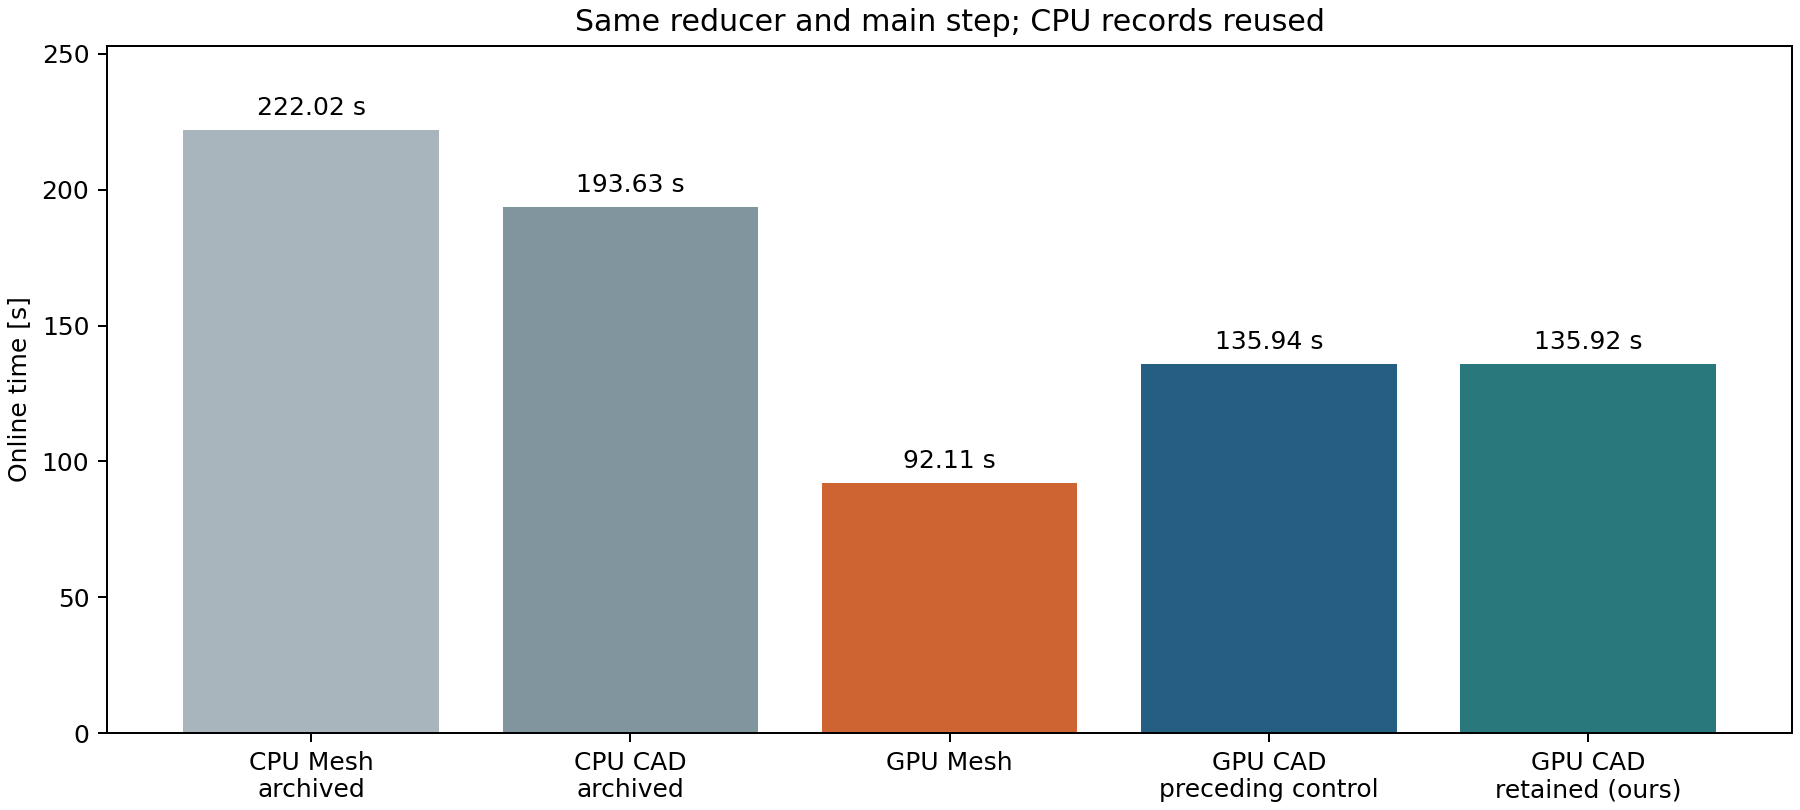 Same reducer and main step; CPU records reused
Online time [s]
250
200
150
100
50
0
222.02 s
193.63 s
92.11 s
135.94 s
135.92 s
CPU Mesh
archived
CPU CAD
archived
GPU Mesh
GPU CAD
preceding control
GPU CAD
retained (ours)